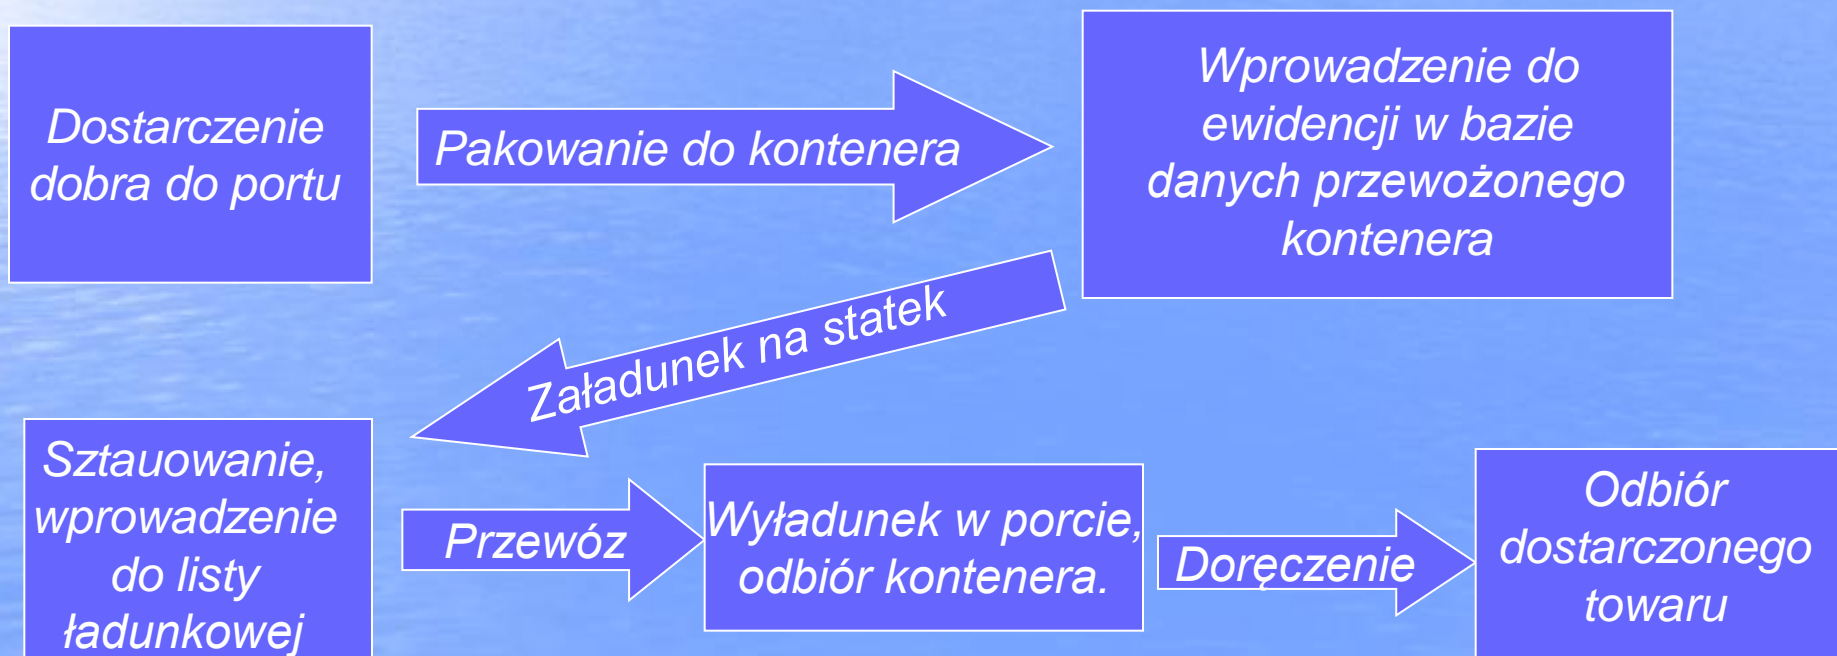 Dostarczenie
dobra do portu
Pakowanie do kontenera
Wprowadzenie do
ewidencji w bazie
danych przewożonego
kontenera
Załadunek na statek
Sztauowanie,
wprowadzenie
do listy
ładunkowej
Przewóz
Wyładunek w porcie,
odbiór kontenera.
Doręczenie
Odbiór
dostarczonego
towaru